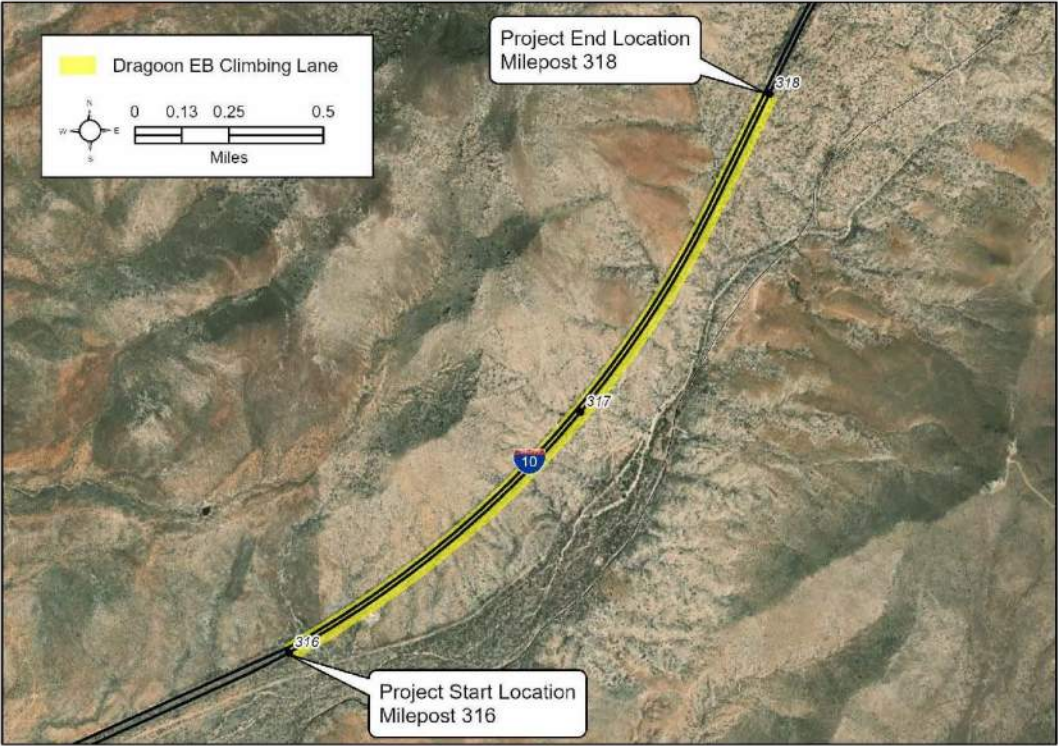 Dragoon EB Climbing Lane
N
W E
S
0 0.13 0.25 0.5
Miles
Project End Location
Milepost 318
318
317
10
316
Project Start Location
Milepost 316